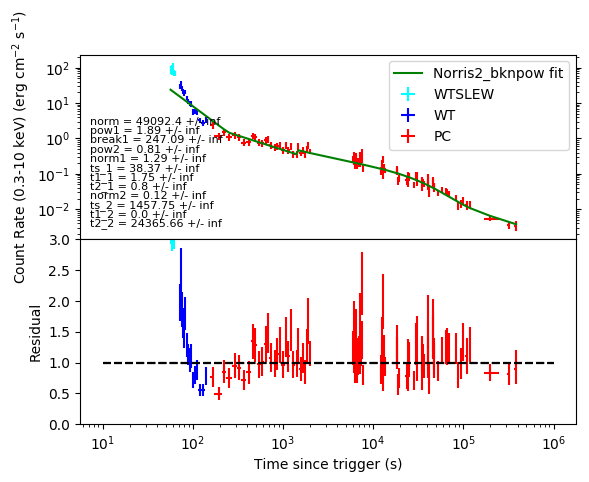 Count Rate (0.3-10 keV) (erg cm⁻² s⁻¹)
10²
10¹
10⁰
10⁻¹
10⁻²
Norris2_bknpow fit
WTSLEW
WT
PC
norm = 49092.4 +/- inf
pow1 = 1.89 +/- inf
break1 = 247.09 +/- inf
pow2 = 0.81 +/- inf
norm1 = 1.29 +/- inf
ts_1 = 38.37 +/- inf
t1_1 = 1.75 +/- inf
t2_1 = 0.8 +/- inf
norm2 = 0.12 +/- inf
ts_2 = 1457.75 +/- inf
t1_2 = 0.0 +/- inf
t2_2 = 24365.66 +/- inf
Residual
3.0
2.5
2.0
1.5
1.0
0.5
0.0
10¹ 10² 10³ 10⁴ 10⁵ 10⁶
Time since trigger (s)